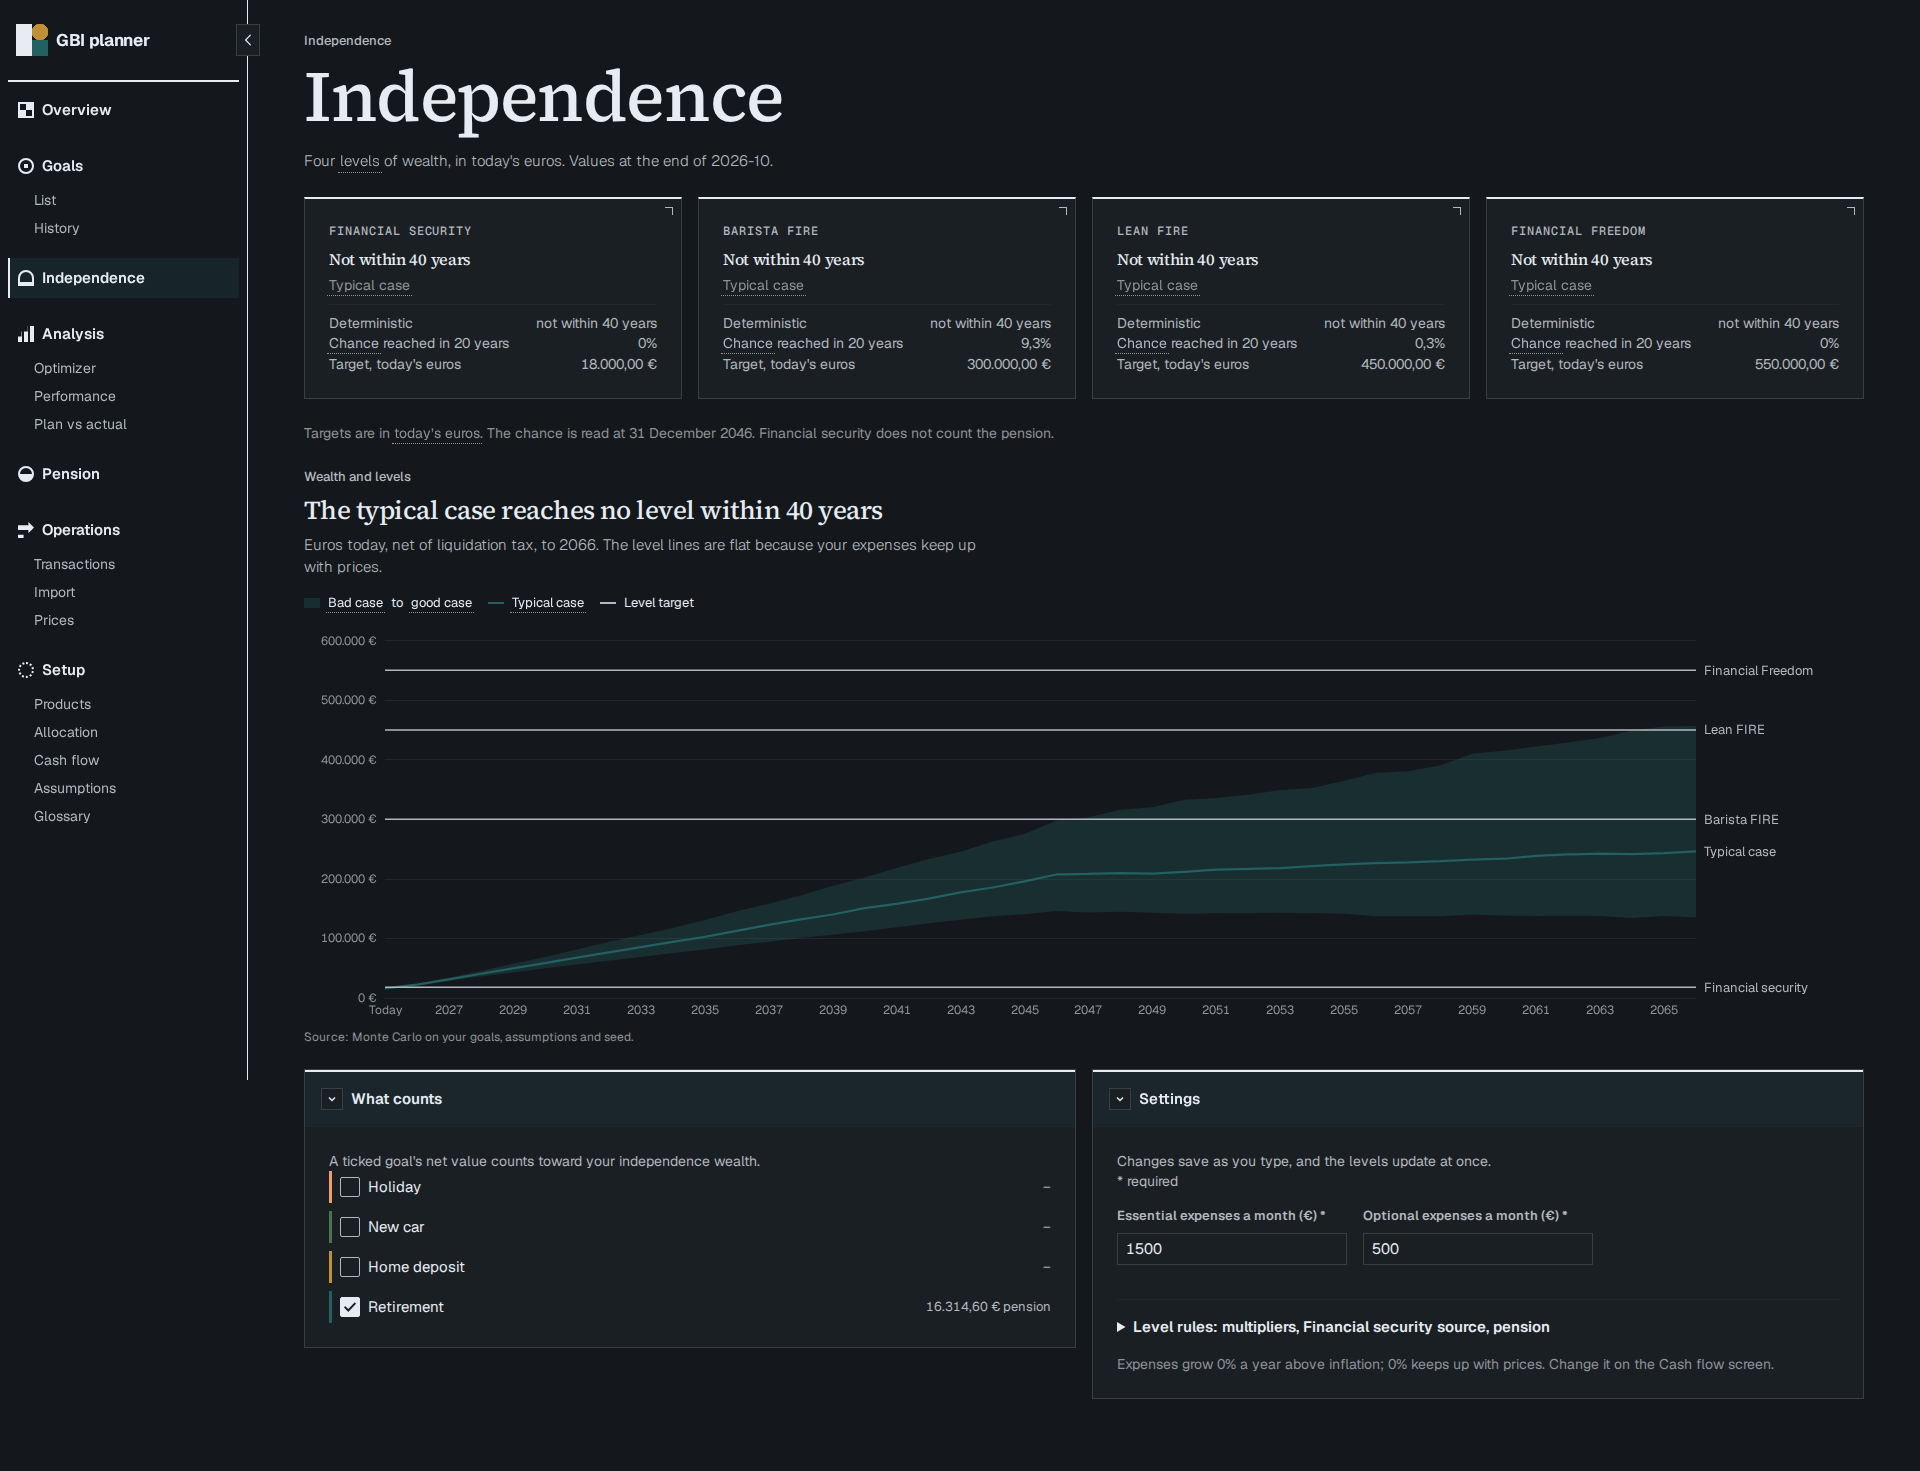 GBI planner
Overview
Goals
List
History
Independence
Analysis
Optimizer
Performance
Plan vs actual
Pension
Operations
Transactions
Import
Prices
Setup
Products
Allocation
Cash flow
Assumptions
Glossary
Independence
Independence
Four levels of wealth, in today's euros. Values at the end of 2026-10.
FINANCIAL SECURITY
Not within 40 years
Typical case
Deterministic not within 40 years
Chance reached in 20 years 0%
Target, today's euros 18.000,00 €
BARISTA FIRE
Not within 40 years
Typical case
Deterministic not within 40 years
Chance reached in 20 years 9,3%
Target, today's euros 300.000,00 €
LEAN FIRE
Not within 40 years
Typical case
Deterministic not within 40 years
Chance reached in 20 years 0,3%
Target, today's euros 450.000,00 €
FINANCIAL FREEDOM
Not within 40 years
Typical case
Deterministic not within 40 years
Chance reached in 20 years 0%
Target, today's euros 550.000,00 €
Targets are in today's euros. The chance is read at 31 December 2046. Financial security does not count the pension.
Wealth and levels
The typical case reaches no level within 40 years
Euros today, net of liquidation tax, to 2066. The level lines are flat because your expenses keep up
with prices.
Bad case to good case Typical case Level target
600.000 €
Financial Freedom
500.000 €
Lean FIRE
400.000 €
300.000 € Barista FIRE
Typical case
200.000 €
100.000 €
Financial security
0 €
Today 2027 2029 2031 2033 2035 2037 2039 2041 2043 2045 2047 2049 2051 2053 2055 2057 2059 2061 2063 2065
Source: Monte Carlo on your goals, assumptions and seed.
What counts
A ticked goal's net value counts toward your independence wealth.
Holiday –
New car –
Home deposit –
Retirement 16.314,60 € pension
Settings
Changes save as you type, and the levels update at once.
* required
Essential expenses a month (€) * Optional expenses a month (€) *
1500 500
Level rules: multipliers, Financial security source, pension
Expenses grow 0% a year above inflation; 0% keeps up with prices. Change it on the Cash flow screen.